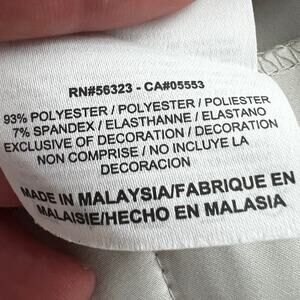 RN#56323 - CA#05553
93% POLYESTER / POLYESTER / POLIESTER
7% SPANDEX / ELASTHANNE / ELASTANO
EXCLUSIVE OF DECORATION / DECORATION
NON COMPRISE / NO INCLUYE LA
DECORACION
MADE IN MALAYSIA/FABRIQUE EN
MALAISIE/HECHO EN MALASIA